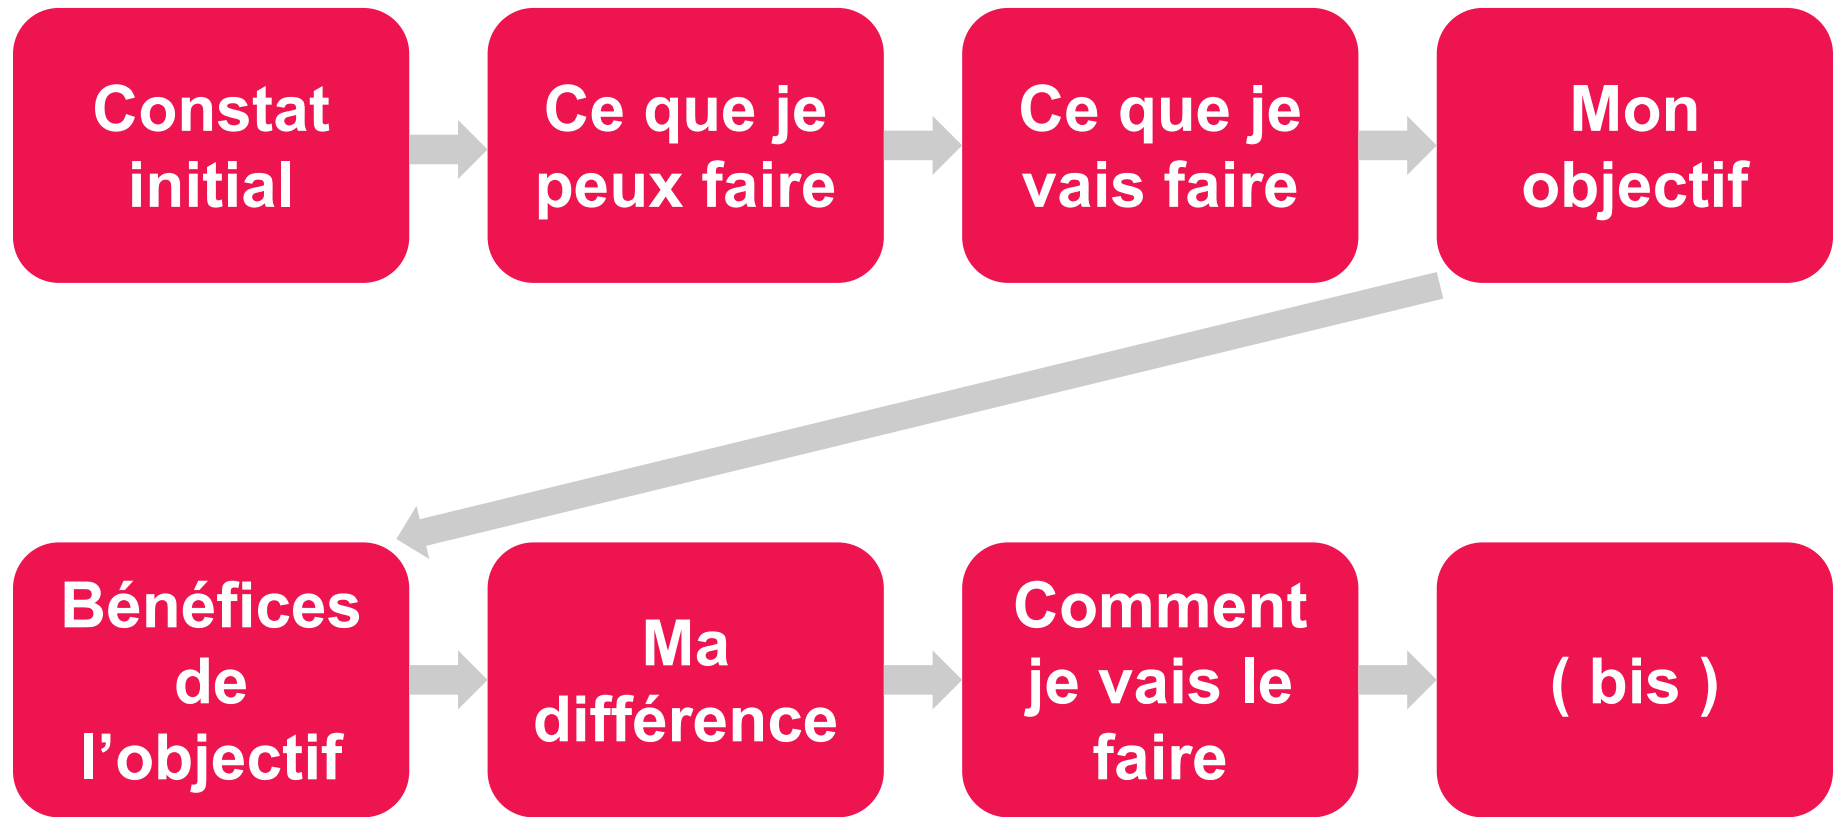 Constat
initial
Ce que je
peux faire
Ce que je
vais faire
Mon
objectif
Bénéfices
de
l’objectif
Ma
différence
Comment
je vais le
faire
( bis )